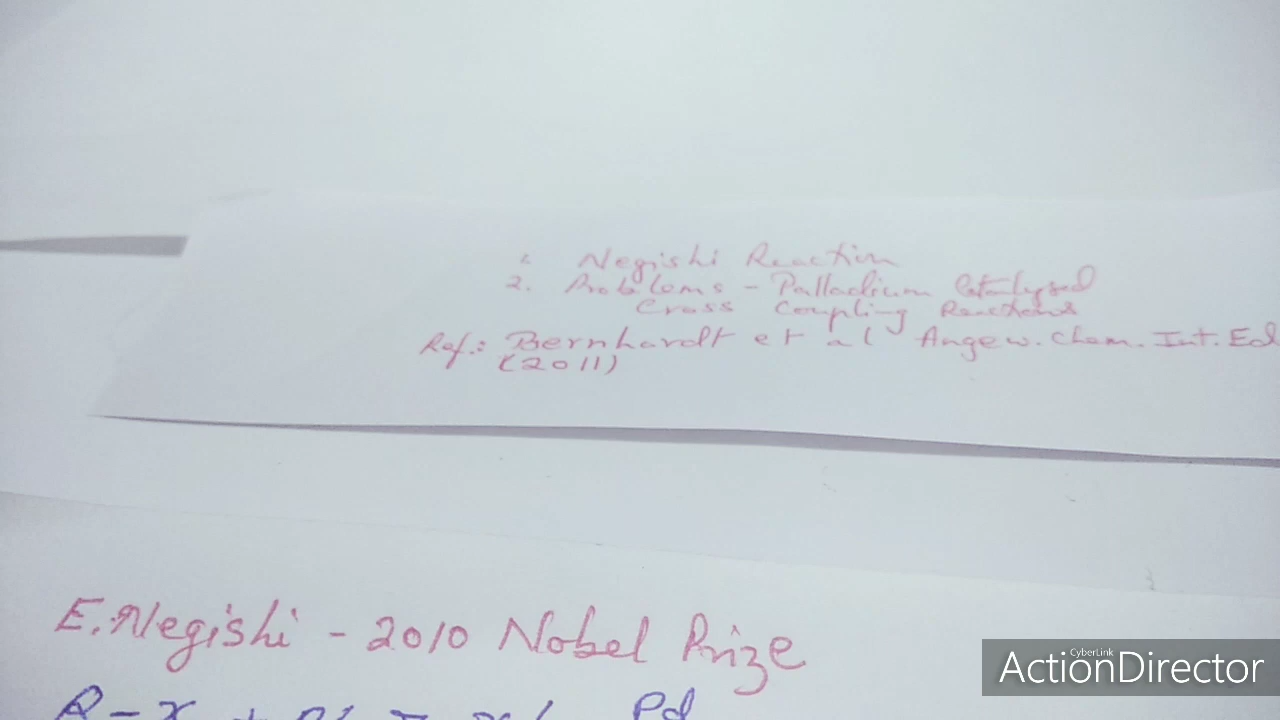 1. Negishi Reaction
2. Problems - Palladium Catalysed
Cross Coupling Reactions
Ref.: Bernhardt et al Angew. Chem. Int. Ed
(2011)
E. Negishi - 2010 Nobel Prize
R - X + Pd
CyberLink
ActionDirector